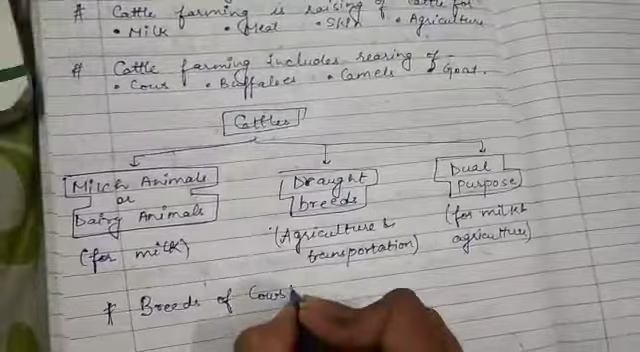 # Cattle farming is raising of cattle for
• Milk • Meat • Skin • Agriculture
# Cattle farming includes rearing of
• Cows • Buffaloes • Camels • Goat.
Cattles
Milch Animals
or
Dairy Animals
(for milk)
Draught
breeds
(Agriculture &
transportation)
Dual
purpose
(for milk &
agriculture)
# Breeds of Cows